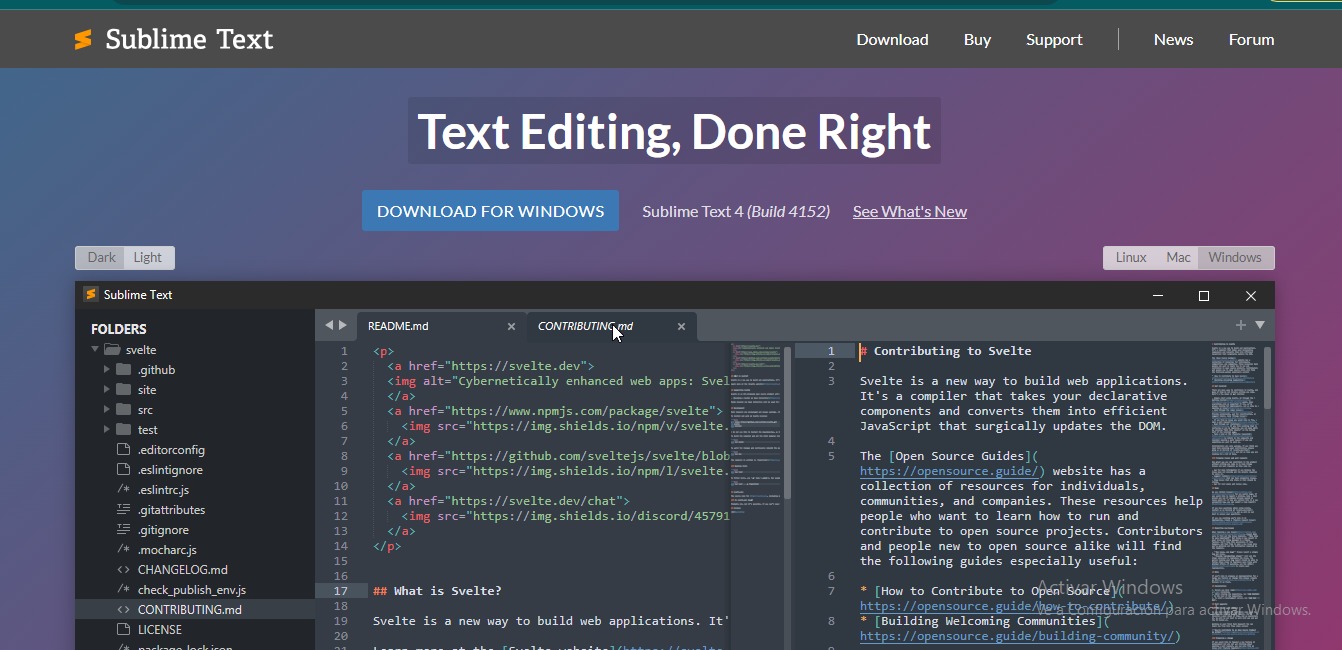 Sublime Text
Download Buy Support News Forum
Text Editing, Done Right
DOWNLOAD FOR WINDOWS Sublime Text 4 (Build 4152) See What's New
Dark Light
Linux Mac Windows
Sublime Text
FOLDERS
svelte
.github
site
src
test
.editorconfig
.eslintignore
/* .eslintrc.js
.gitattributes
.gitignore
/* .mocharc.js
<> CHANGELOG.md
/* check_publish_env.js
<> CONTRIBUTING.md
LICENSE
/* package-lock.json
README.md
CONTRIBUTING.md
1 <p>
2 <a href="https://svelte.dev">
3 <img alt="Cybernetically enhanced web apps: Svel
4 </a>
5 <a href="https://www.npmjs.com/package/svelte">
6 <img src="https://img.shields.io/npm/v/svelte.
7 </a>
8 <a href="https://github.com/sveltejs/svelte/blob
9 <img src="https://img.shields.io/npm/l/svelte.
10 </a>
11 <a href="https://svelte.dev/chat">
12 <img src="https://img.shields.io/discord/45791
13 </a>
14 </p>
15
16
17 ## What is Svelte?
18
19 Svelte is a new way to build web applications. It'
20
21 Learn more at the [Svelte website](https://svelte
1 # Contributing to Svelte
2
3 Svelte is a new way to build web applications.
It's a compiler that takes your declarative
components and converts them into efficient
JavaScript that surgically updates the DOM.
4
5 The [Open Source Guides](
https://opensource.guide/) website has a
collection of resources for individuals,
communities, and companies. These resources help
people who want to learn how to run and
contribute to open source projects. Contributors
and people new to open source alike will find
the following guides especially useful:
6
7 * [How to Contribute to Open Source](
https://opensource.guide/how-to-contribute/)
8 * [Building Welcoming Communities](
https://opensource.guide/building-community/)
Activar Windows
Ve a Configuración para activar Windows.